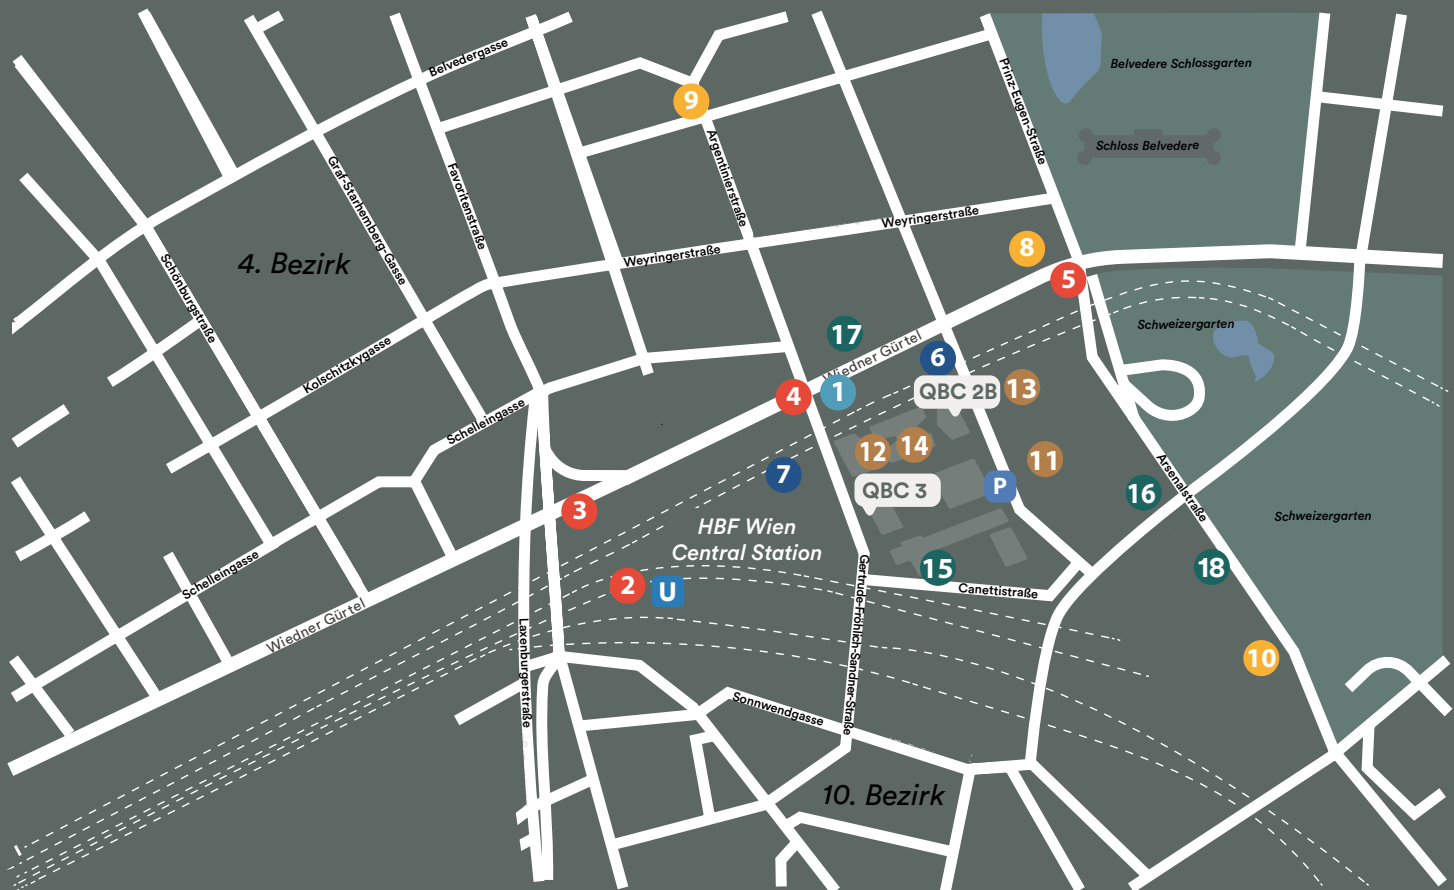 Belvedere Schlossgarten
Belvedergasse
9
Prinz-Eugen-Straße
Schloss Belvedere
Argentinierstraße
Graf-Starhemberg-Gasse
Favoritenstraße
Weyringerstraße
Weyringerstraße
8
4. Bezirk
Schönburgstraße
5
Schweizergarten
17
Wiedner Gürtel
6
Kolschitzkygasse
QBC 2B
13
4
1
Schelleingasse
12
14
11
7
QBC 3
P
16
Arsenalstraße
3
HBF Wien
Central Station
Schweizergarten
Schelleingasse
15
18
2
U
Gertrude-Fröhlich-Sandner-Straße
Canettistraße
Wiedner Gürtel
Laxenburgerstraße
10
Sonnwendgasse
10. Bezirk